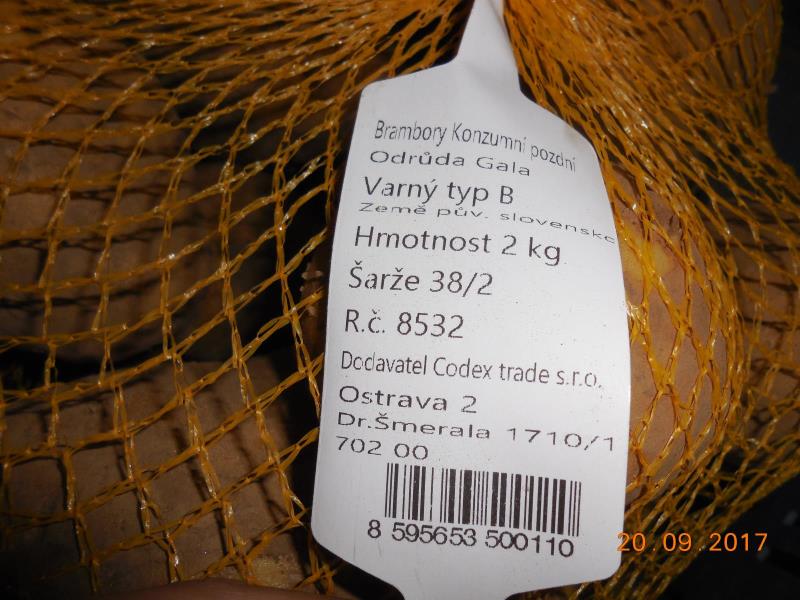 Brambory Konzumní pozdní
Odrůda Gala
Varný typ B
Země pův. slovensko
Hmotnost 2 kg
Šarže 38/2
R.č. 8532
Dodavatel Codex trade s.r.o.
Ostrava 2
Dr.Šmerala 1710/1
702 00
8 595653 500110
20.09.2017